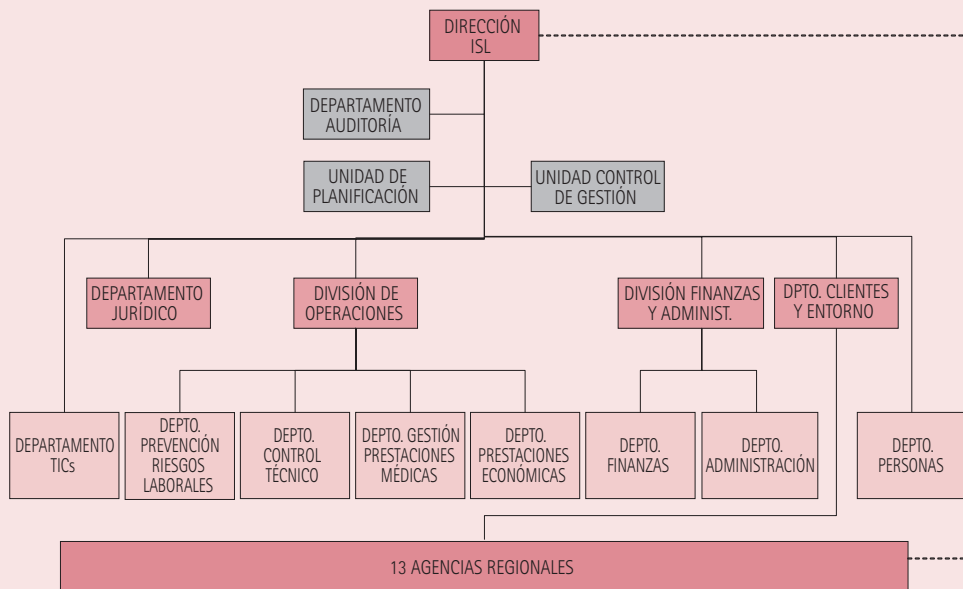 DIRECCIÓN
ISL
DEPARTAMENTO
AUDITORÍA
UNIDAD DE
PLANIFICACIÓN
UNIDAD CONTROL
DE GESTIÓN
DEPARTAMENTO
JURÍDICO
DIVISIÓN DE
OPERACIONES
DIVISIÓN FINANZAS
Y ADMINIST.
DPTO. CLIENTES
Y ENTORNO
DEPARTAMENTO
TICs
DEPTO.
PREVENCIÓN
RIESGOS
LABORALES
DEPTO.
CONTROL
TÉCNICO
DEPTO. GESTIÓN
PRESTACIONES
MÉDICAS
DEPTO.
PRESTACIONES
ECONÓMICAS
DEPTO.
FINANZAS
DEPTO.
ADMINISTRACIÓN
DEPTO.
PERSONAS
13 AGENCIAS REGIONALES